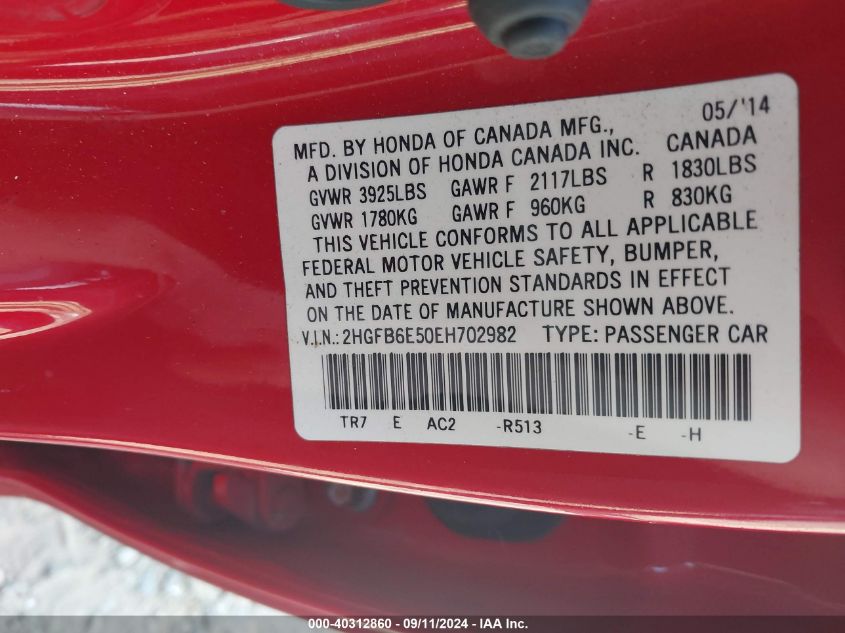 05/'14
MFD. BY HONDA OF CANADA MFG., CANADA
A DIVISION OF HONDA CANADA INC.
GVWR 3925LBS GAWR F 2117LBS R 1830LBS
GVWR 1780KG GAWR F 960KG R 830KG
THIS VEHICLE CONFORMS TO ALL APPLICABLE
FEDERAL MOTOR VEHICLE SAFETY, BUMPER,
AND THEFT PREVENTION STANDARDS IN EFFECT
ON THE DATE OF MANUFACTURE SHOWN ABOVE.
V.I.N.: 2HGFB6E50EH702982 TYPE: PASSENGER CAR
TR7 E AC2 -R513 -E -H
000-40312860 - 09/11/2024 - IAA Inc.